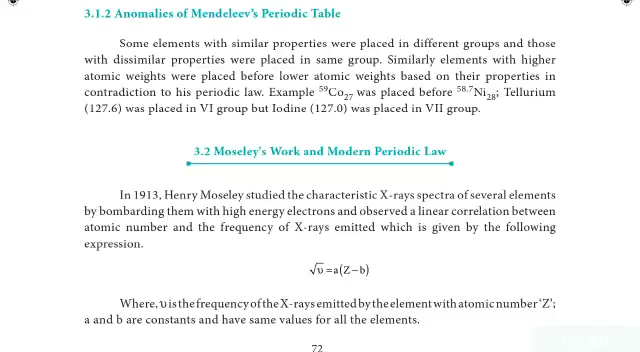 3.1.2 Anomalies of Mendeleev's Periodic Table
Some elements with similar properties were placed in different groups and those
with dissimilar properties were placed in same group. Similarly elements with higher
atomic weights were placed before lower atomic weights based on their properties in
contradiction to his periodic law. Example ⁵⁹Co₂₇ was placed before ⁵⁸·⁷Ni₂₈; Tellurium
(127.6) was placed in VI group but Iodine (127.0) was placed in VII group.
3.2 Moseley's Work and Modern Periodic Law
In 1913, Henry Moseley studied the characteristic X-rays spectra of several elements
by bombarding them with high energy electrons and observed a linear correlation between
atomic number and the frequency of X-rays emitted which is given by the following
expression.
√υ = a(Z − b)
Where, υ is the frequency of the X-rays emitted by the element with atomic number ‘Z’;
a and b are constants and have same values for all the elements.
72